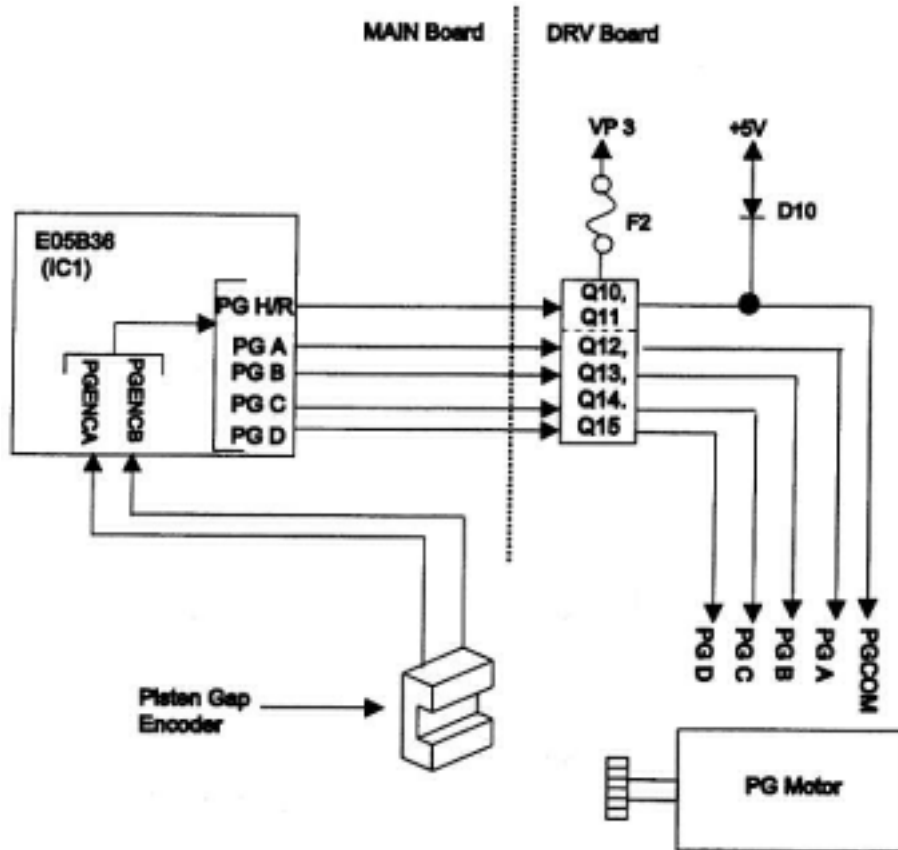 MAIN Board
DRV Board
VP 3
+5V
F2
D10
E05B36
(IC1)
PG H/R
PG A
PG B
PG C
PG D
PGENCA
PGENCB
Q10,
Q11
Q12,
Q13,
Q14.
Q15
Platen Gap
Encoder
PG D
PG C
PG B
PG A
PGCOM
PG Motor